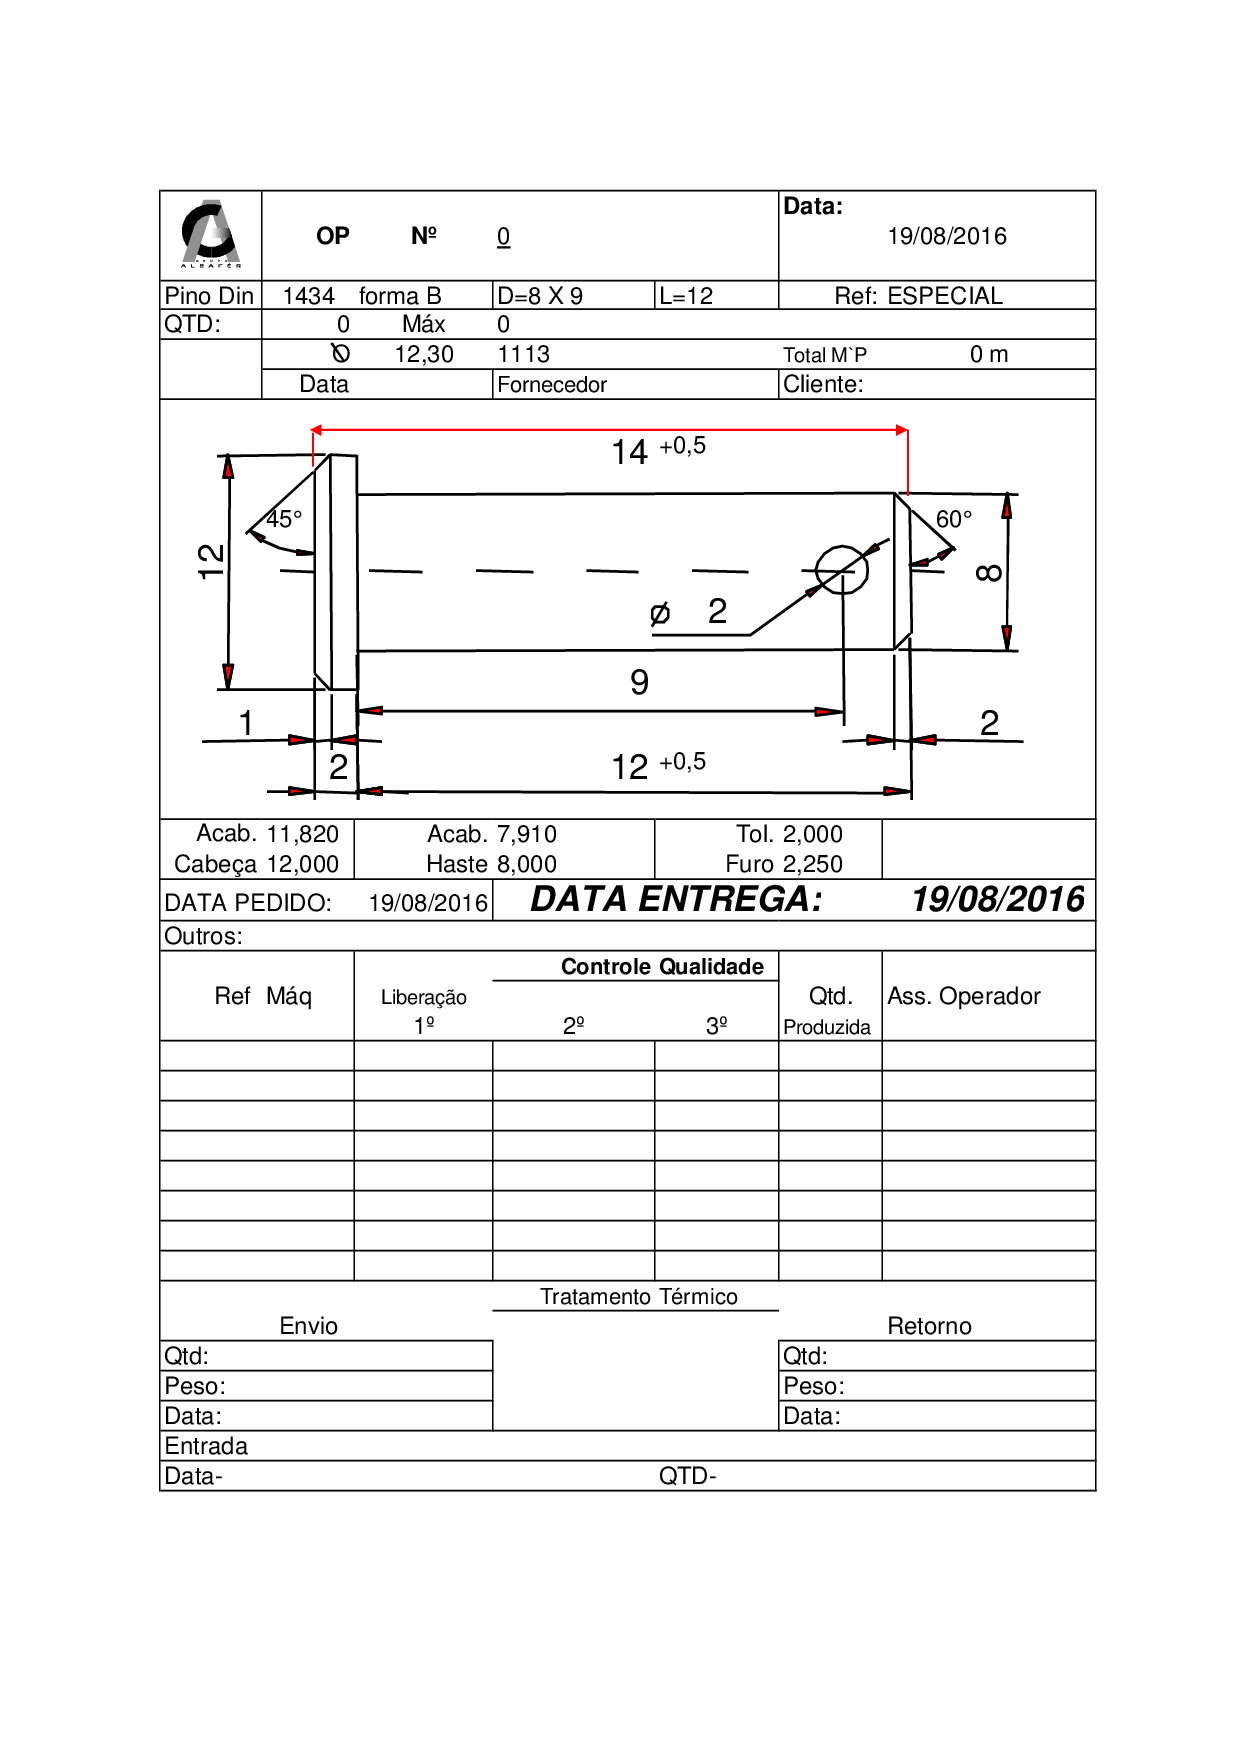 Data:
OP Nº 0 19/08/2016
GRUPO
ALBAFER
Pino Din 1434 forma B D=8 X 9 L=12 Ref: ESPECIAL
QTD: 0 Máx 0
Ø 12,30 1113 Total M`P 0 m
Data Fornecedor Cliente:
14 +0,5
45° 60°
12 8
ø 2
9
1 2
2 12 +0,5
Acab. 11,820 Acab. 7,910 Tol. 2,000
Cabeça 12,000 Haste 8,000 Furo 2,250
DATA PEDIDO: 19/08/2016 DATA ENTREGA: 19/08/2016
Outros:
Controle Qualidade
Ref Máq Liberação Qtd. Ass. Operador
1º 2º 3º Produzida
Tratamento Térmico
Envio Retorno
Qtd: Qtd:
Peso: Peso:
Data: Data:
Entrada
Data- QTD-